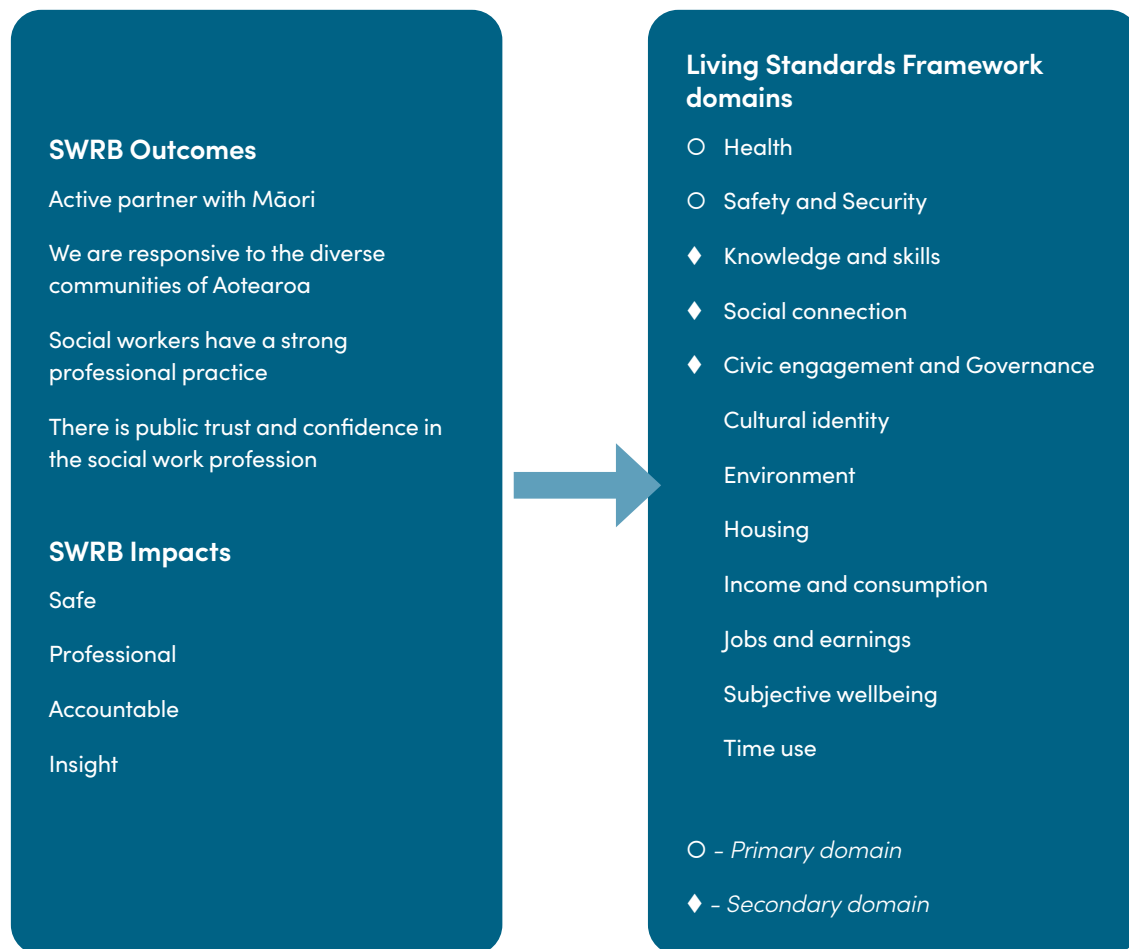 SWRB Outcomes
Active partner with Māori
We are responsive to the diverse
communities of Aotearoa
Social workers have a strong
professional practice
There is public trust and confidence in
the social work profession
SWRB Impacts
Safe
Professional
Accountable
Insight
Living Standards Framework
domains
Health
Safety and Security
Knowledge and skills
Social connection
Civic engagement and Governance
Cultural identity
Environment
Housing
Income and consumption
Jobs and earnings
Subjective wellbeing
Time use
- Primary domain
- Secondary domain